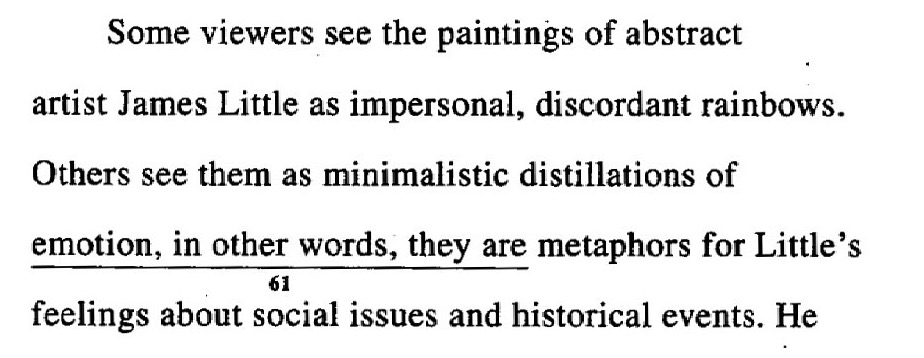 Some viewers see the paintings of abstract
artist James Little as impersonal, discordant rainbows.
Others see them as minimalistic distillations of
emotion, in other words, they are metaphors for Little's
61
feelings about social issues and historical events. He